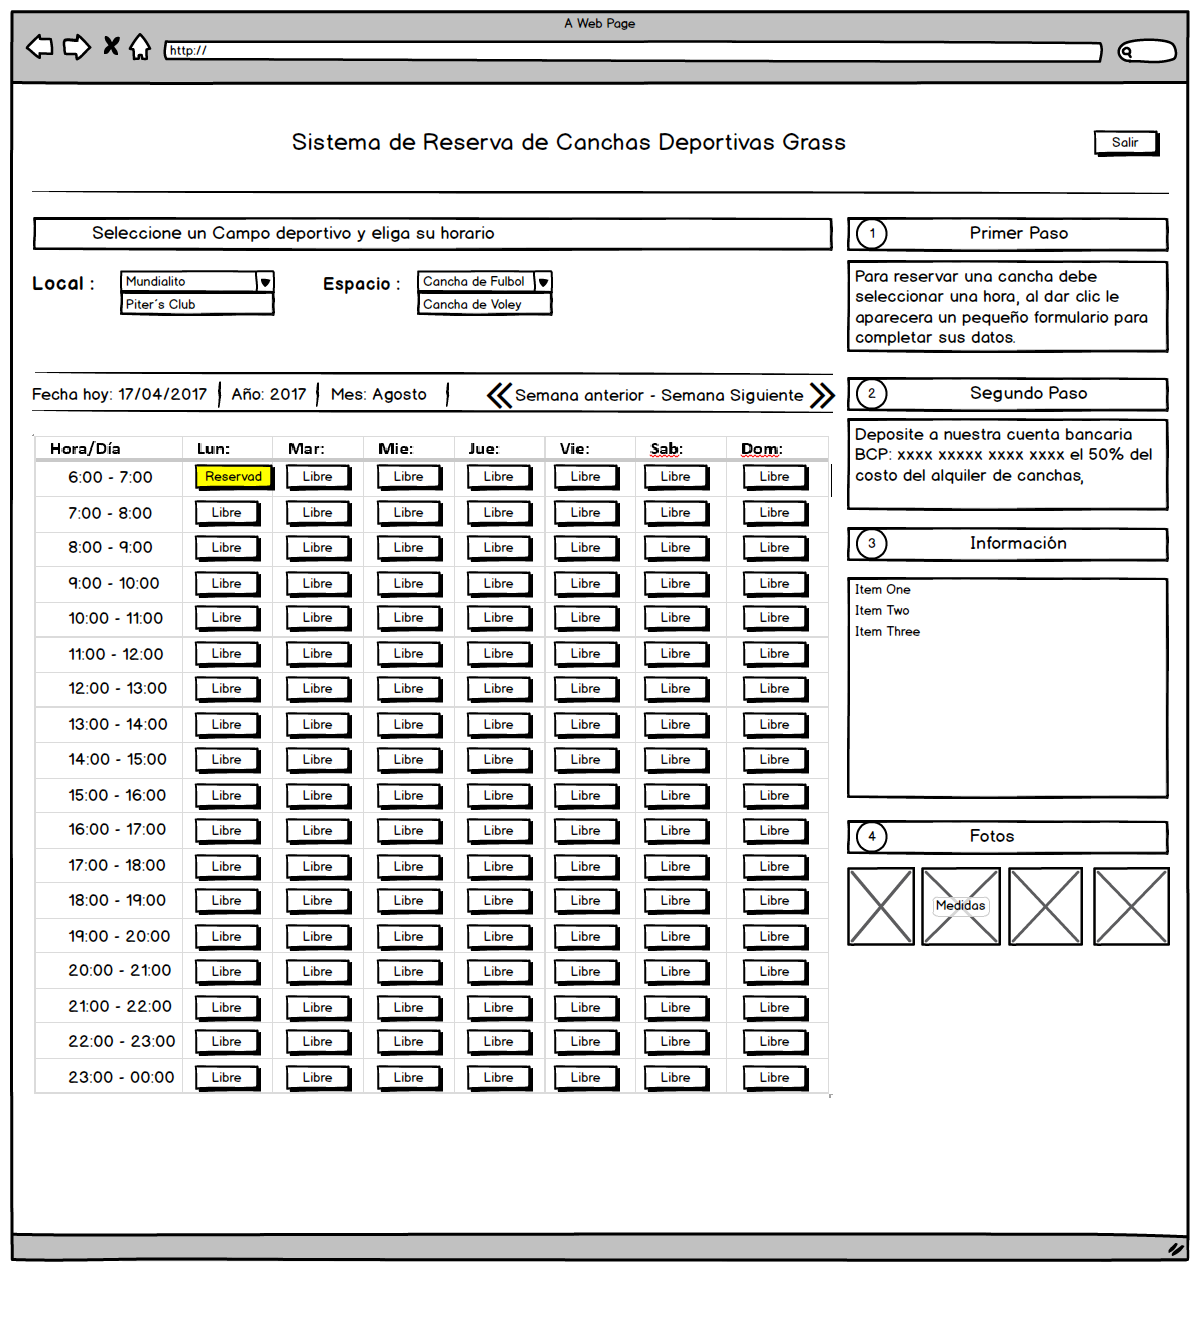 A Web Page
http://
Sistema de Reserva de Canchas Deportivas Grass
Salir
Seleccione un Campo deportivo y eliga su horario
Local :
Mundialito
Piter´s Club
Espacio :
Cancha de Fulbol
Cancha de Voley
Fecha hoy: 17/04/2017
Año: 2017
Mes: Agosto
Semana anterior - Semana Siguiente
Hora/Día Lun: Mar: Mie: Jue: Vie: Sab: Dom:
6:00 - 7:00 Reservad Libre Libre Libre Libre Libre Libre
7:00 - 8:00 Libre Libre Libre Libre Libre Libre Libre
8:00 - 9:00 Libre Libre Libre Libre Libre Libre Libre
9:00 - 10:00 Libre Libre Libre Libre Libre Libre Libre
10:00 - 11:00 Libre Libre Libre Libre Libre Libre Libre
11:00 - 12:00 Libre Libre Libre Libre Libre Libre Libre
12:00 - 13:00 Libre Libre Libre Libre Libre Libre Libre
13:00 - 14:00 Libre Libre Libre Libre Libre Libre Libre
14:00 - 15:00 Libre Libre Libre Libre Libre Libre Libre
15:00 - 16:00 Libre Libre Libre Libre Libre Libre Libre
16:00 - 17:00 Libre Libre Libre Libre Libre Libre Libre
17:00 - 18:00 Libre Libre Libre Libre Libre Libre Libre
18:00 - 19:00 Libre Libre Libre Libre Libre Libre Libre
19:00 - 20:00 Libre Libre Libre Libre Libre Libre Libre
20:00 - 21:00 Libre Libre Libre Libre Libre Libre Libre
21:00 - 22:00 Libre Libre Libre Libre Libre Libre Libre
22:00 - 23:00 Libre Libre Libre Libre Libre Libre Libre
23:00 - 00:00 Libre Libre Libre Libre Libre Libre Libre
1 Primer Paso
Para reservar una cancha debe
seleccionar una hora, al dar clic le
aparecera un pequeño formulario para
completar sus datos.
2 Segundo Paso
Deposite a nuestra cuenta bancaria
BCP: xxxx xxxxx xxxx xxxx el 50% del
costo del alquiler de canchas,
3 Información
Item One
Item Two
Item Three
4 Fotos
Medidas